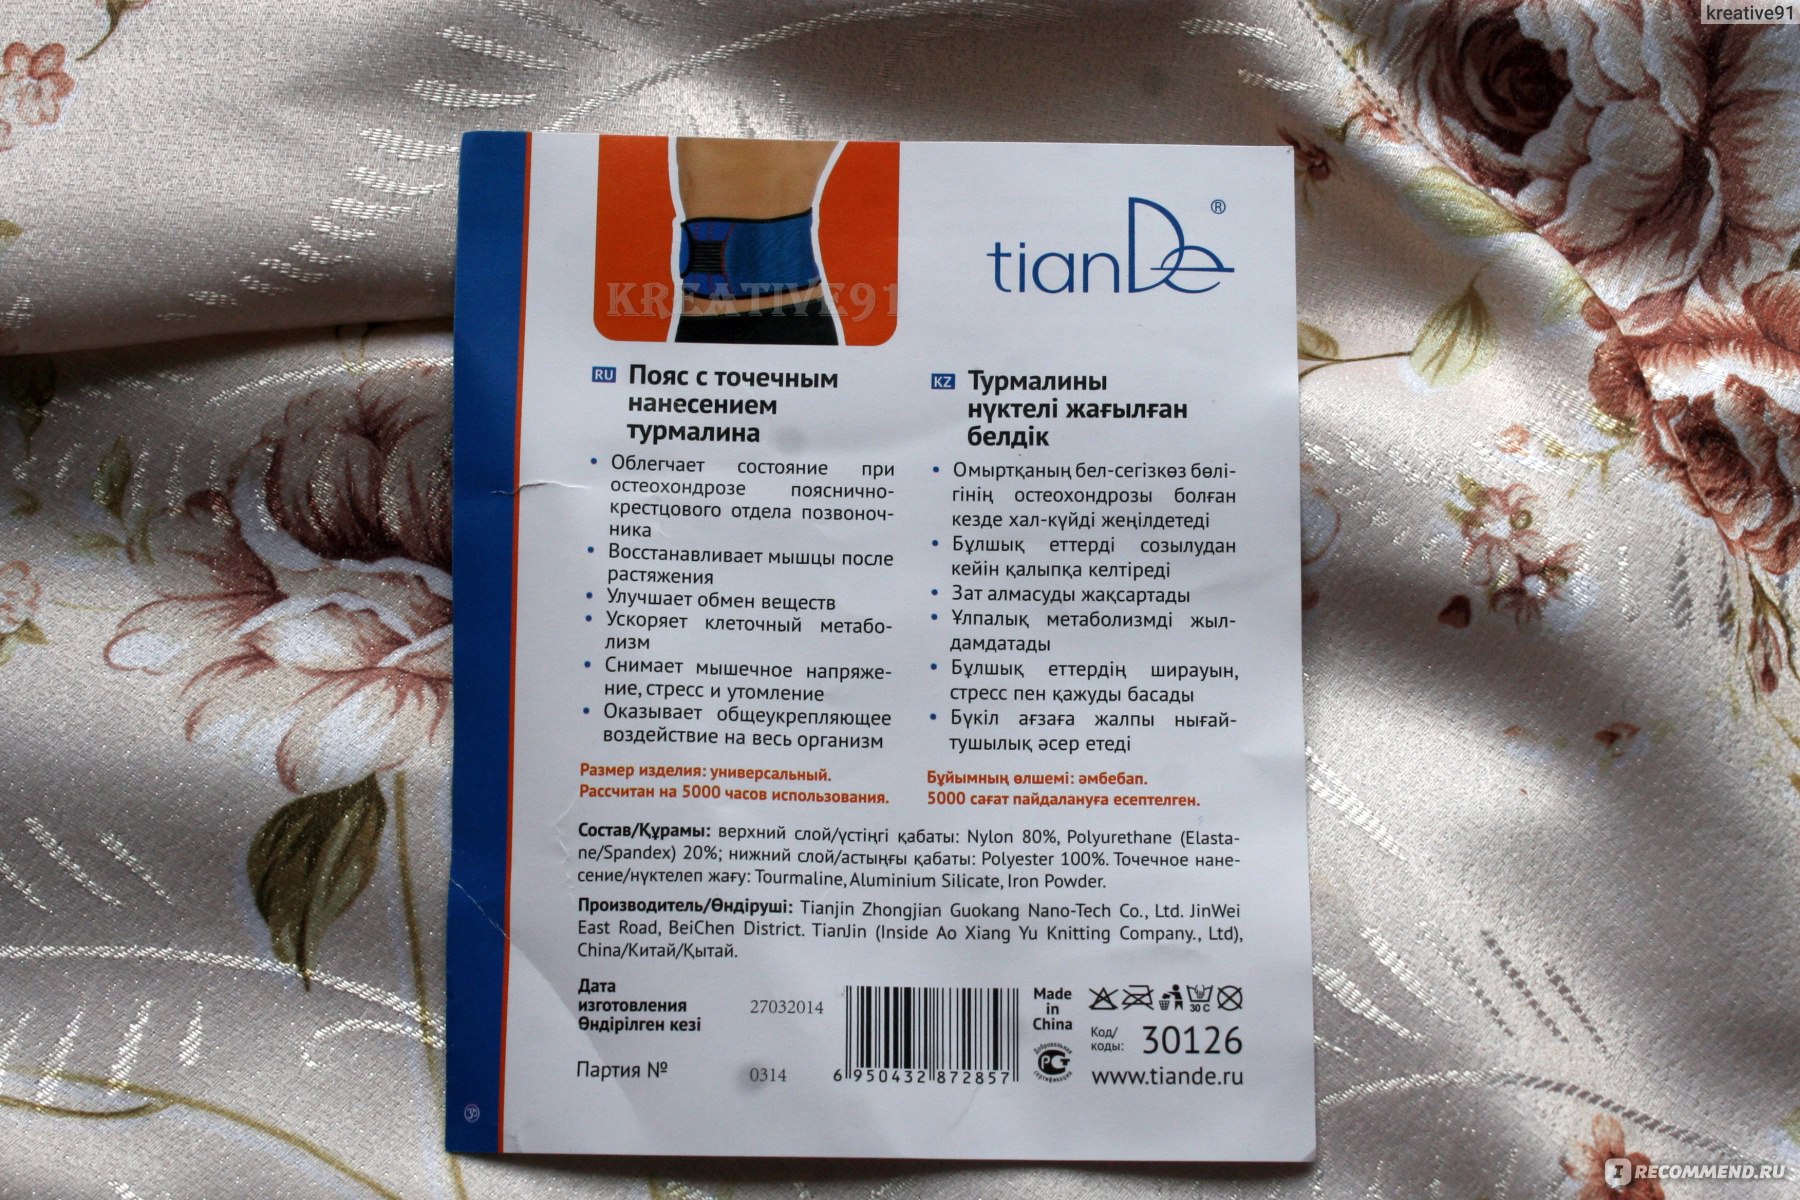 kreative91
tianDe®
KREATIVE91
RU Пояс с точечным
нанесением
турмалина
• Облегчает состояние при
остеохондрозе пояснично-
крестцового отдела позвоноч-
ника
• Восстанавливает мышцы после
растяжения
• Улучшает обмен веществ
• Ускоряет клеточный метабо-
лизм
• Снимает мышечное напряже-
ние, стресс и утомление
• Оказывает общеукрепляющее
воздействие на весь организм
Размер изделия: универсальный.
Рассчитан на 5000 часов использования.
KZ Турмалины
нүктелі жағылған
белдік
• Омыртқаның бел-сегізкөз бөлі-
гінің остеохондрозы болған
кезде хал-күйді жеңілдетеді
• Бұлшық еттерді созылудан
кейін қалыпқа келтіреді
• Зат алмасуды жақсартады
• Ұлпалық метаболизмді жыл-
дамдатады
• Бұлшық еттердің ширауын,
стресс пен қажуды басады
• Бүкіл ағзаға жалпы нығай-
тушылық әсер етеді
Бұйымның өлшемі: әмбебап.
5000 сағат пайдалануға есептелген.
Состав/Құрамы: верхний слой/үстіңгі қабаты: Nylon 80%, Polyurethane (Elasta-
ne/Spandex) 20%; нижний слой/астыңғы қабаты: Polyester 100%. Точечное нане-
сение/нүктелеп жағу: Tourmaline, Aluminium Silicate, Iron Powder.
Производитель/Өндіруші: Tianjin Zhongjian Guokang Nano-Tech Co., Ltd. JinWei
East Road, BeiChen District. TianJin (Inside Ao Xiang Yu Knitting Company., Ltd),
China/Китай/Қытай.
Дата
изготовления
Өндірілген кезі
27032014
Партия №
0314
6 950432 872857
Made
in
China
Добровольная
РСТ
сертификация
30 C
Код/
коды:
30126
www.tiande.ru
IRECOMMEND.RU